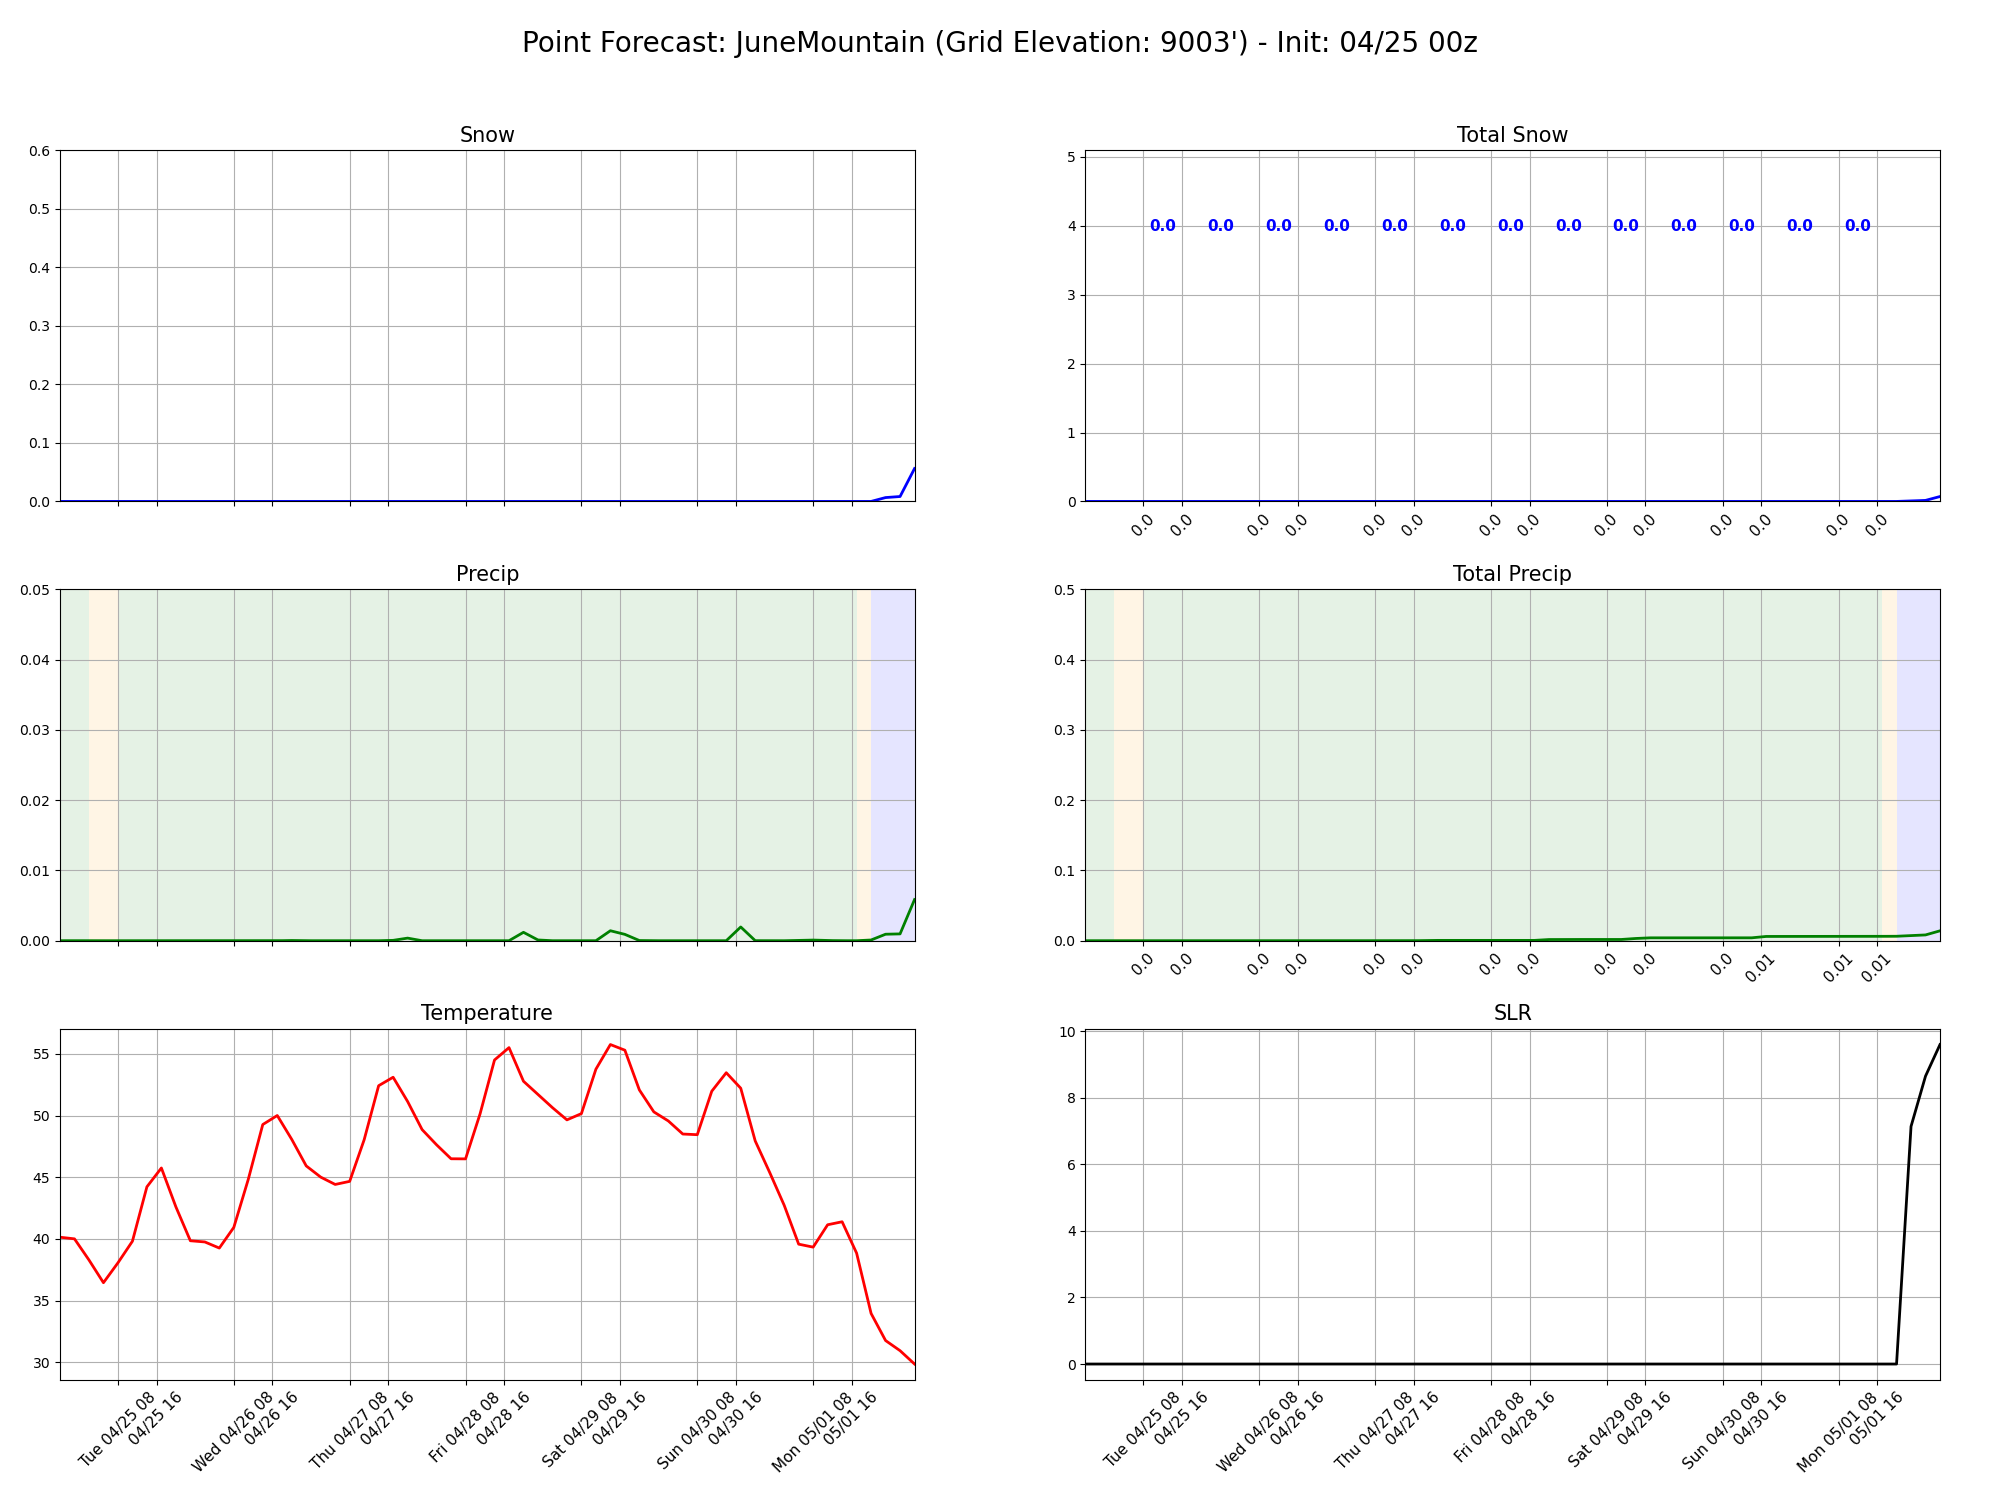 Point Forecast: JuneMountain (Grid Elevation: 9003') - Init: 04/25 00z
Snow
0.6
0.5
0.4
0.3
0.2
0.1
0.0
Total Snow
5
4
3
2
1
0
0.0 0.0 0.0 0.0 0.0 0.0 0.0 0.0 0.0 0.0 0.0 0.0 0.0
0.0 0.0 0.0 0.0 0.0 0.0 0.0 0.0 0.0 0.0 0.0 0.0 0.0 0.0
Precip
0.05
0.04
0.03
0.02
0.01
0.00
Total Precip
0.5
0.4
0.3
0.2
0.1
0.0
0.0 0.0 0.0 0.0 0.0 0.0 0.0 0.0 0.0 0.0 0.0 0.01 0.01 0.01
Temperature
55
50
45
40
35
30
Tue 04/25 08
04/25 16
Wed 04/26 08
04/26 16
Thu 04/27 08
04/27 16
Fri 04/28 08
04/28 16
Sat 04/29 08
04/29 16
Sun 04/30 08
04/30 16
Mon 05/01 08
05/01 16
SLR
10
8
6
4
2
0
Tue 04/25 08
04/25 16
Wed 04/26 08
04/26 16
Thu 04/27 08
04/27 16
Fri 04/28 08
04/28 16
Sat 04/29 08
04/29 16
Sun 04/30 08
04/30 16
Mon 05/01 08
05/01 16